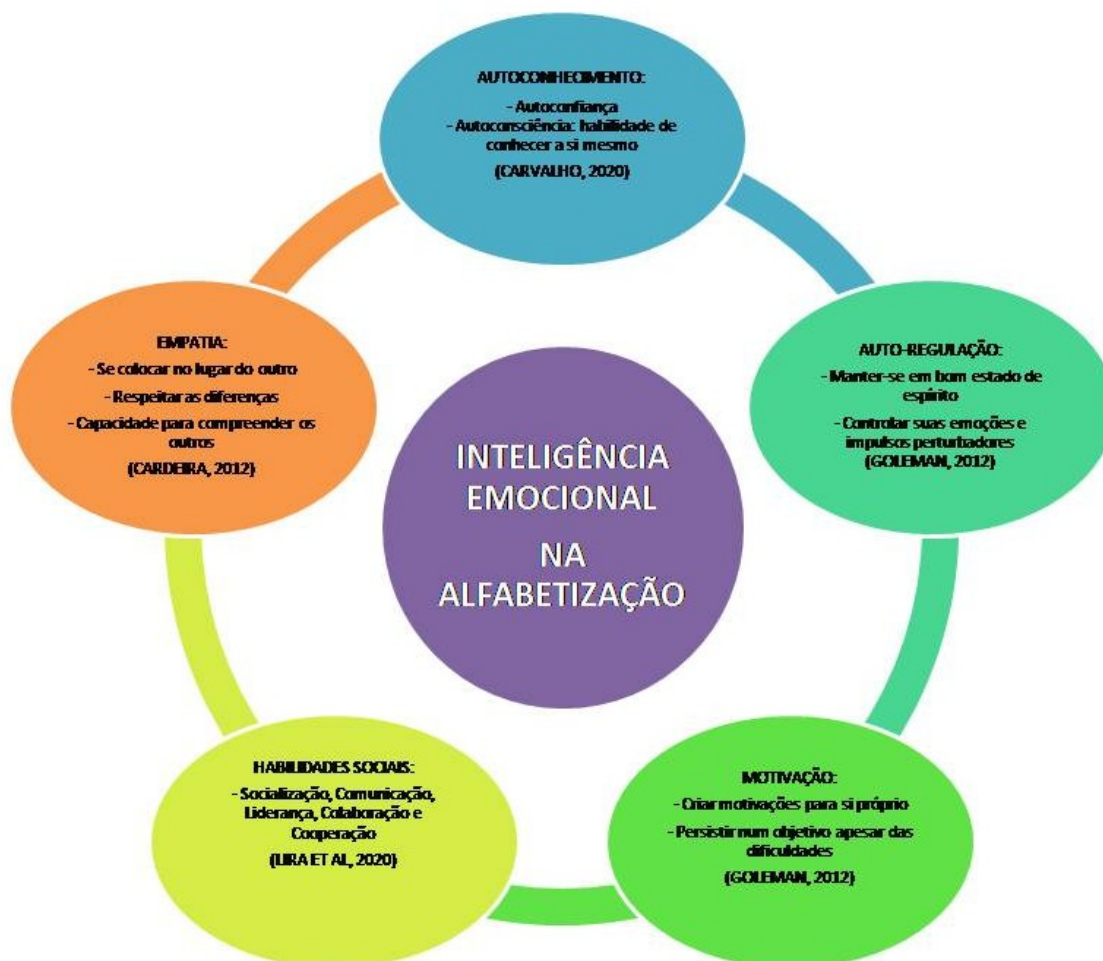 AUTOCONHECIMENTO:
- Autoconfiança
- Autoconsciência: habilidade de
conhecer a si mesmo
(CARVALHO, 2020)
AUTO-REGULAÇÃO:
- Manter-se em bom estado de
espírito
- Controlar suas emoções e
impulsos perturbadores
(GOLEMAN, 2012)
MOTIVAÇÃO:
- Criar motivações para si próprio
- Persistir num objetivo apesar das
dificuldades
(GOLEMAN, 2012)
HABILIDADES SOCIAIS:
- Socialização, Comunicação,
Liderança, Colaboração e
Cooperação
(LIRA ET AL, 2020)
EMPATIA:
- Se colocar no lugar do outro
- Respeitar as diferenças
- Capacidade para compreender os
outros
(CARDEIRA, 2012)
INTELIGÊNCIA
EMOCIONAL
NA
ALFABETIZAÇÃO